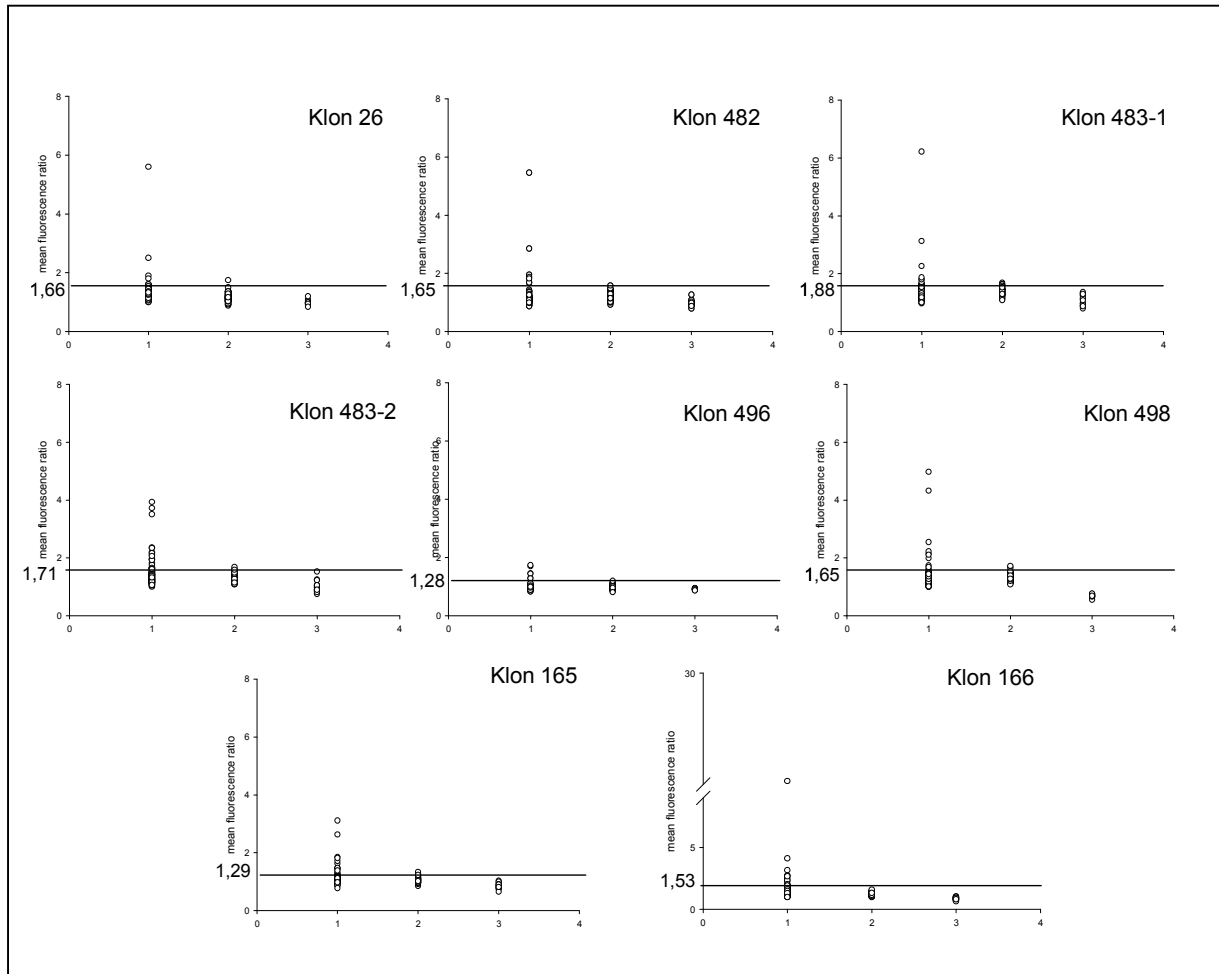 Klon 26
mean fluorescence ratio
8
6
4
2
0
1,66
0 1 2 3 4
Klon 482
mean fluorescence ratio
8
6
4
2
0
1,65
0 1 2 3 4
Klon 483-1
mean fluorescence ratio
8
6
4
2
0
1,88
0 1 2 3 4
Klon 483-2
mean fluorescence ratio
8
6
4
2
0
1,71
0 1 2 3 4
Klon 496
mean fluorescence ratio
8
6
4
2
0
1,28
0 1 2 3 4
Klon 498
mean fluorescence ratio
8
6
4
2
0
1,65
0 1 2 3 4
Klon 165
mean fluorescence ratio
8
6
4
2
0
1,29
0 1 2 3 4
Klon 166
mean fluorescence ratio
30
5
0
1,53
0 1 2 3 4